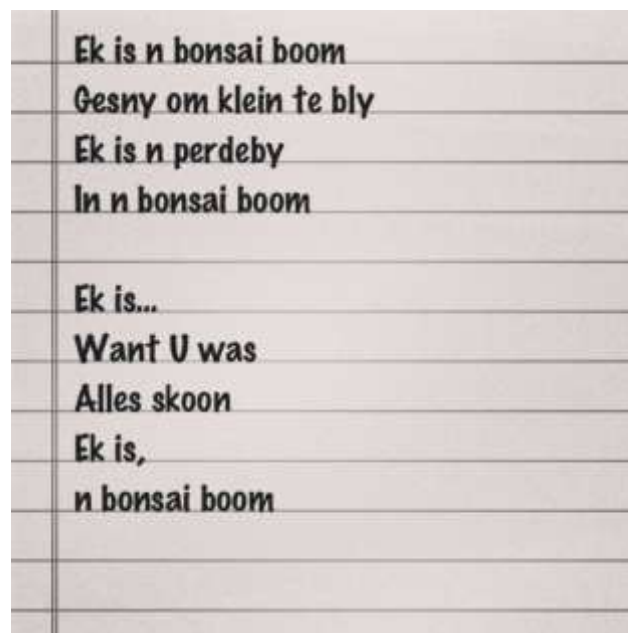 Ek is n bonsai boom
Gesny om klein te bly
Ek is n perdeby
In n bonsai boom

Ek is...
Want U was
Alles skoon
Ek is,
n bonsai boom